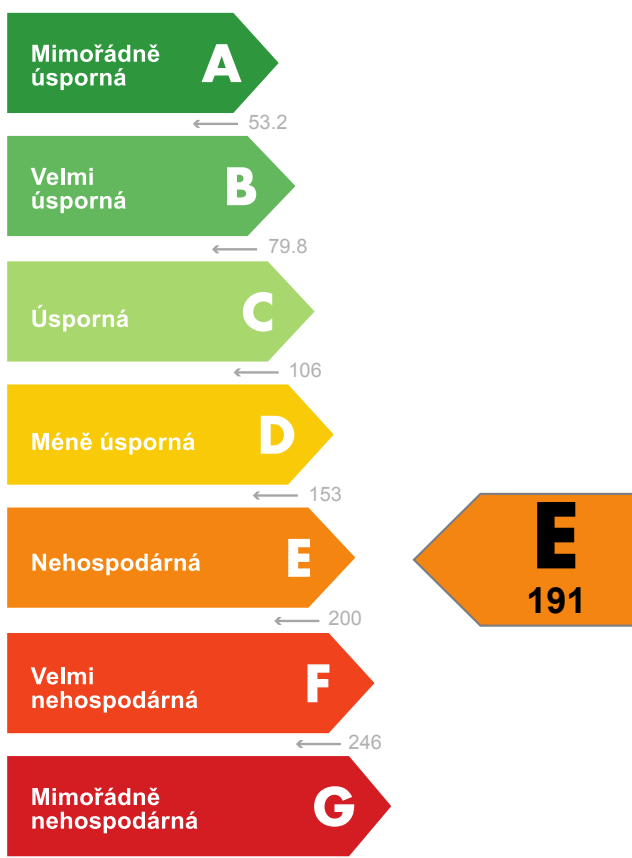 Mimořádně
úsporná
A
53.2
Velmi
úsporná
B
79.8
Úsporná
C
106
Méně úsporná
D
153
Nehospodárná
E
E
191
200
Velmi
nehospodárná
F
246
Mimořádně
nehospodárná
G